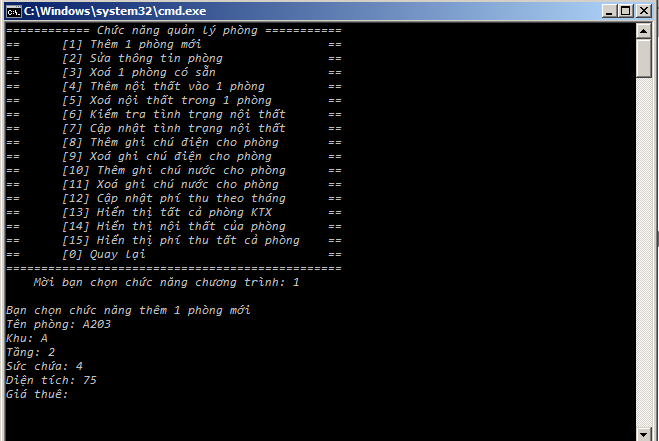 C:\Windows\system32\cmd.exe
============ Chức năng quản lý phòng ============
== [1] Thêm 1 phòng mới ==
== [2] Sửa thông tin phòng ==
== [3] Xoá 1 phòng có sẵn ==
== [4] Thêm nội thất vào 1 phòng ==
== [5] Xoá nội thất trong 1 phòng ==
== [6] Kiểm tra tình trạng nội thất ==
== [7] Cập nhật tình trạng nội thất ==
== [8] Thêm ghi chú điện cho phòng ==
== [9] Xoá ghi chú điện cho phòng ==
== [10] Thêm ghi chú nước cho phòng ==
== [11] Xoá ghi chú nước cho phòng ==
== [12] Cập nhật phí thu theo tháng ==
== [13] Hiển thị tất cả phòng KTX ==
== [14] Hiển thị nội thất của phòng ==
== [15] Hiển thị phí thu tất cả phòng ==
== [0] Quay lại ==
================================================
Mời bạn chọn chức năng chương trình: 1
Bạn chọn chức năng thêm 1 phòng mới
Tên phòng: A203
Khu: A
Tầng: 2
Sức chứa: 4
Diện tích: 75
Giá thuê: